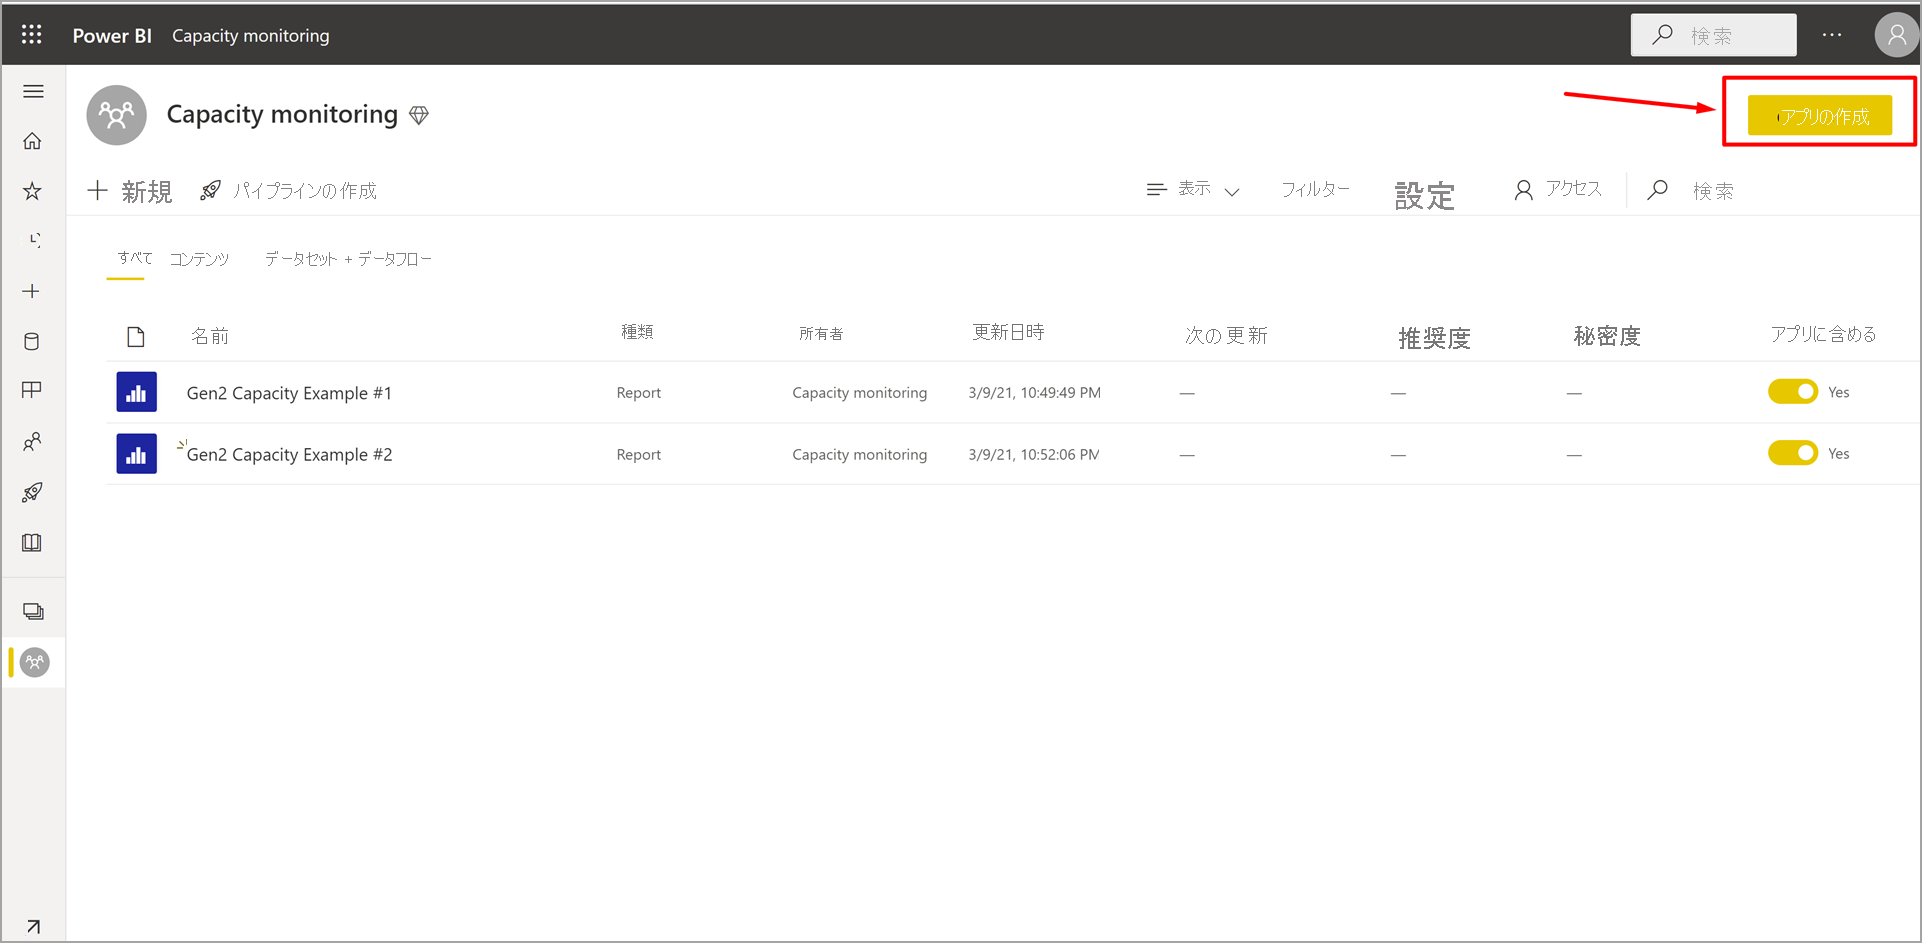 Power BI Capacity monitoring 検索 ...
Capacity monitoring アプリの作成
新規 パイプラインの作成 表示 フィルター 設定 アクセス 検索
すべて コンテンツ データセット + データフロー
名前 種類 所有者 更新日時 次の更新 推奨度 秘密度 アプリに含める
Gen2 Capacity Example #1 Report Capacity monitoring 3/9/21, 10:49:49 PM — — — Yes
Gen2 Capacity Example #2 Report Capacity monitoring 3/9/21, 10:52:06 PM — — — Yes